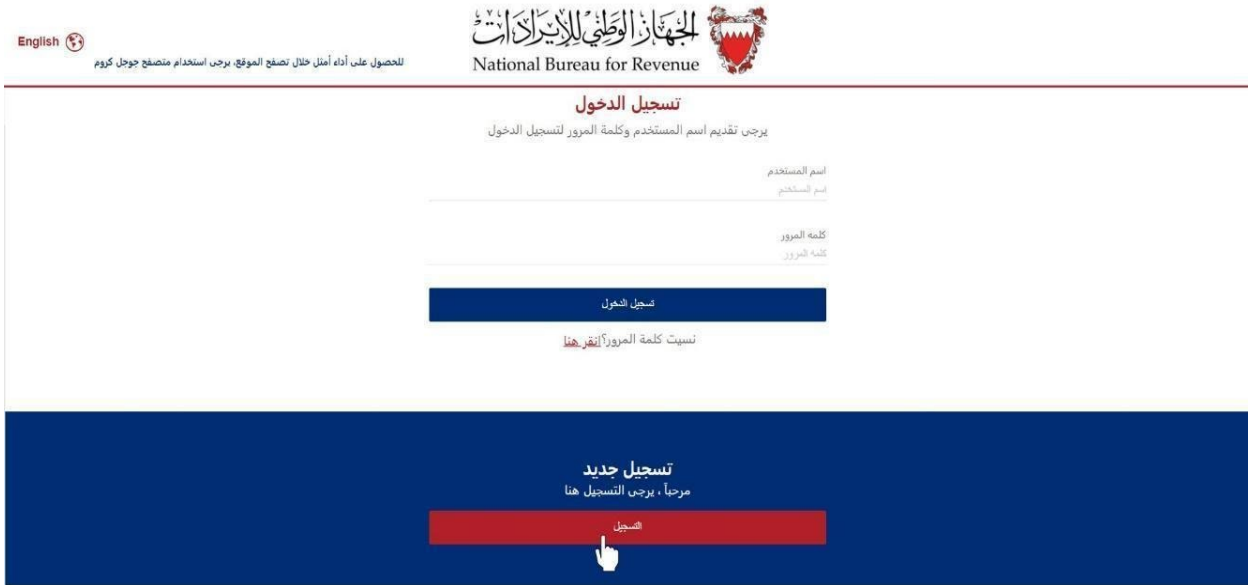 الجهاز الوطني للإيرادات
National Bureau for Revenue
English
للحصول على أداء أمثل خلال تصفح الموقع، يرجى استخدام متصفح جوجل كروم
تسجيل الدخول
يرجى تقديم اسم المستخدم وكلمة المرور لتسجيل الدخول
اسم المستخدم
اسم المستخدم
كلمه المرور
كلمه المرور
تسجيل الدخول
نسيت كلمة المرور؟انقر هنا
تسجيل جديد
مرحباً ، يرجى التسجيل هنا
التسجيل